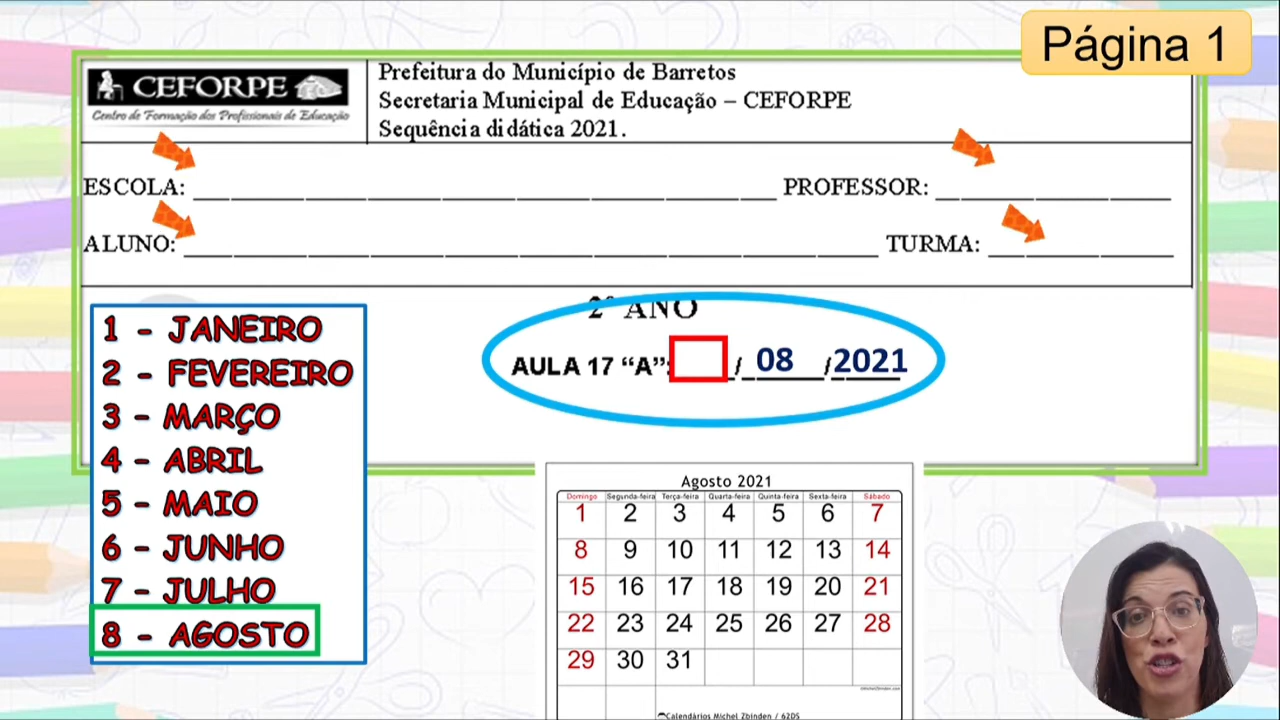 Página 1
CEFORPE
Centro de Formação dos Profissionais de Educação
Prefeitura do Município de Barretos
Secretaria Municipal de Educação – CEFORPE
Sequência didática 2021.
ESCOLA: PROFESSOR:
ALUNO: TURMA:
2º ANO
AULA 17 “A”: / 08 /2021
1 - JANEIRO
2 - FEVEREIRO
3 - MARÇO
4 - ABRIL
5 - MAIO
6 - JUNHO
7 - JULHO
8 - AGOSTO
Agosto 2021
Domingo Segunda-feira Terça-feira Quarta-feira Quinta-feira Sexta-feira Sábado
1 2 3 4 5 6 7
8 9 10 11 12 13 14
15 16 17 18 19 20 21
22 23 24 25 26 27 28
29 30 31
Calendários Michel Zbinden / 62DS